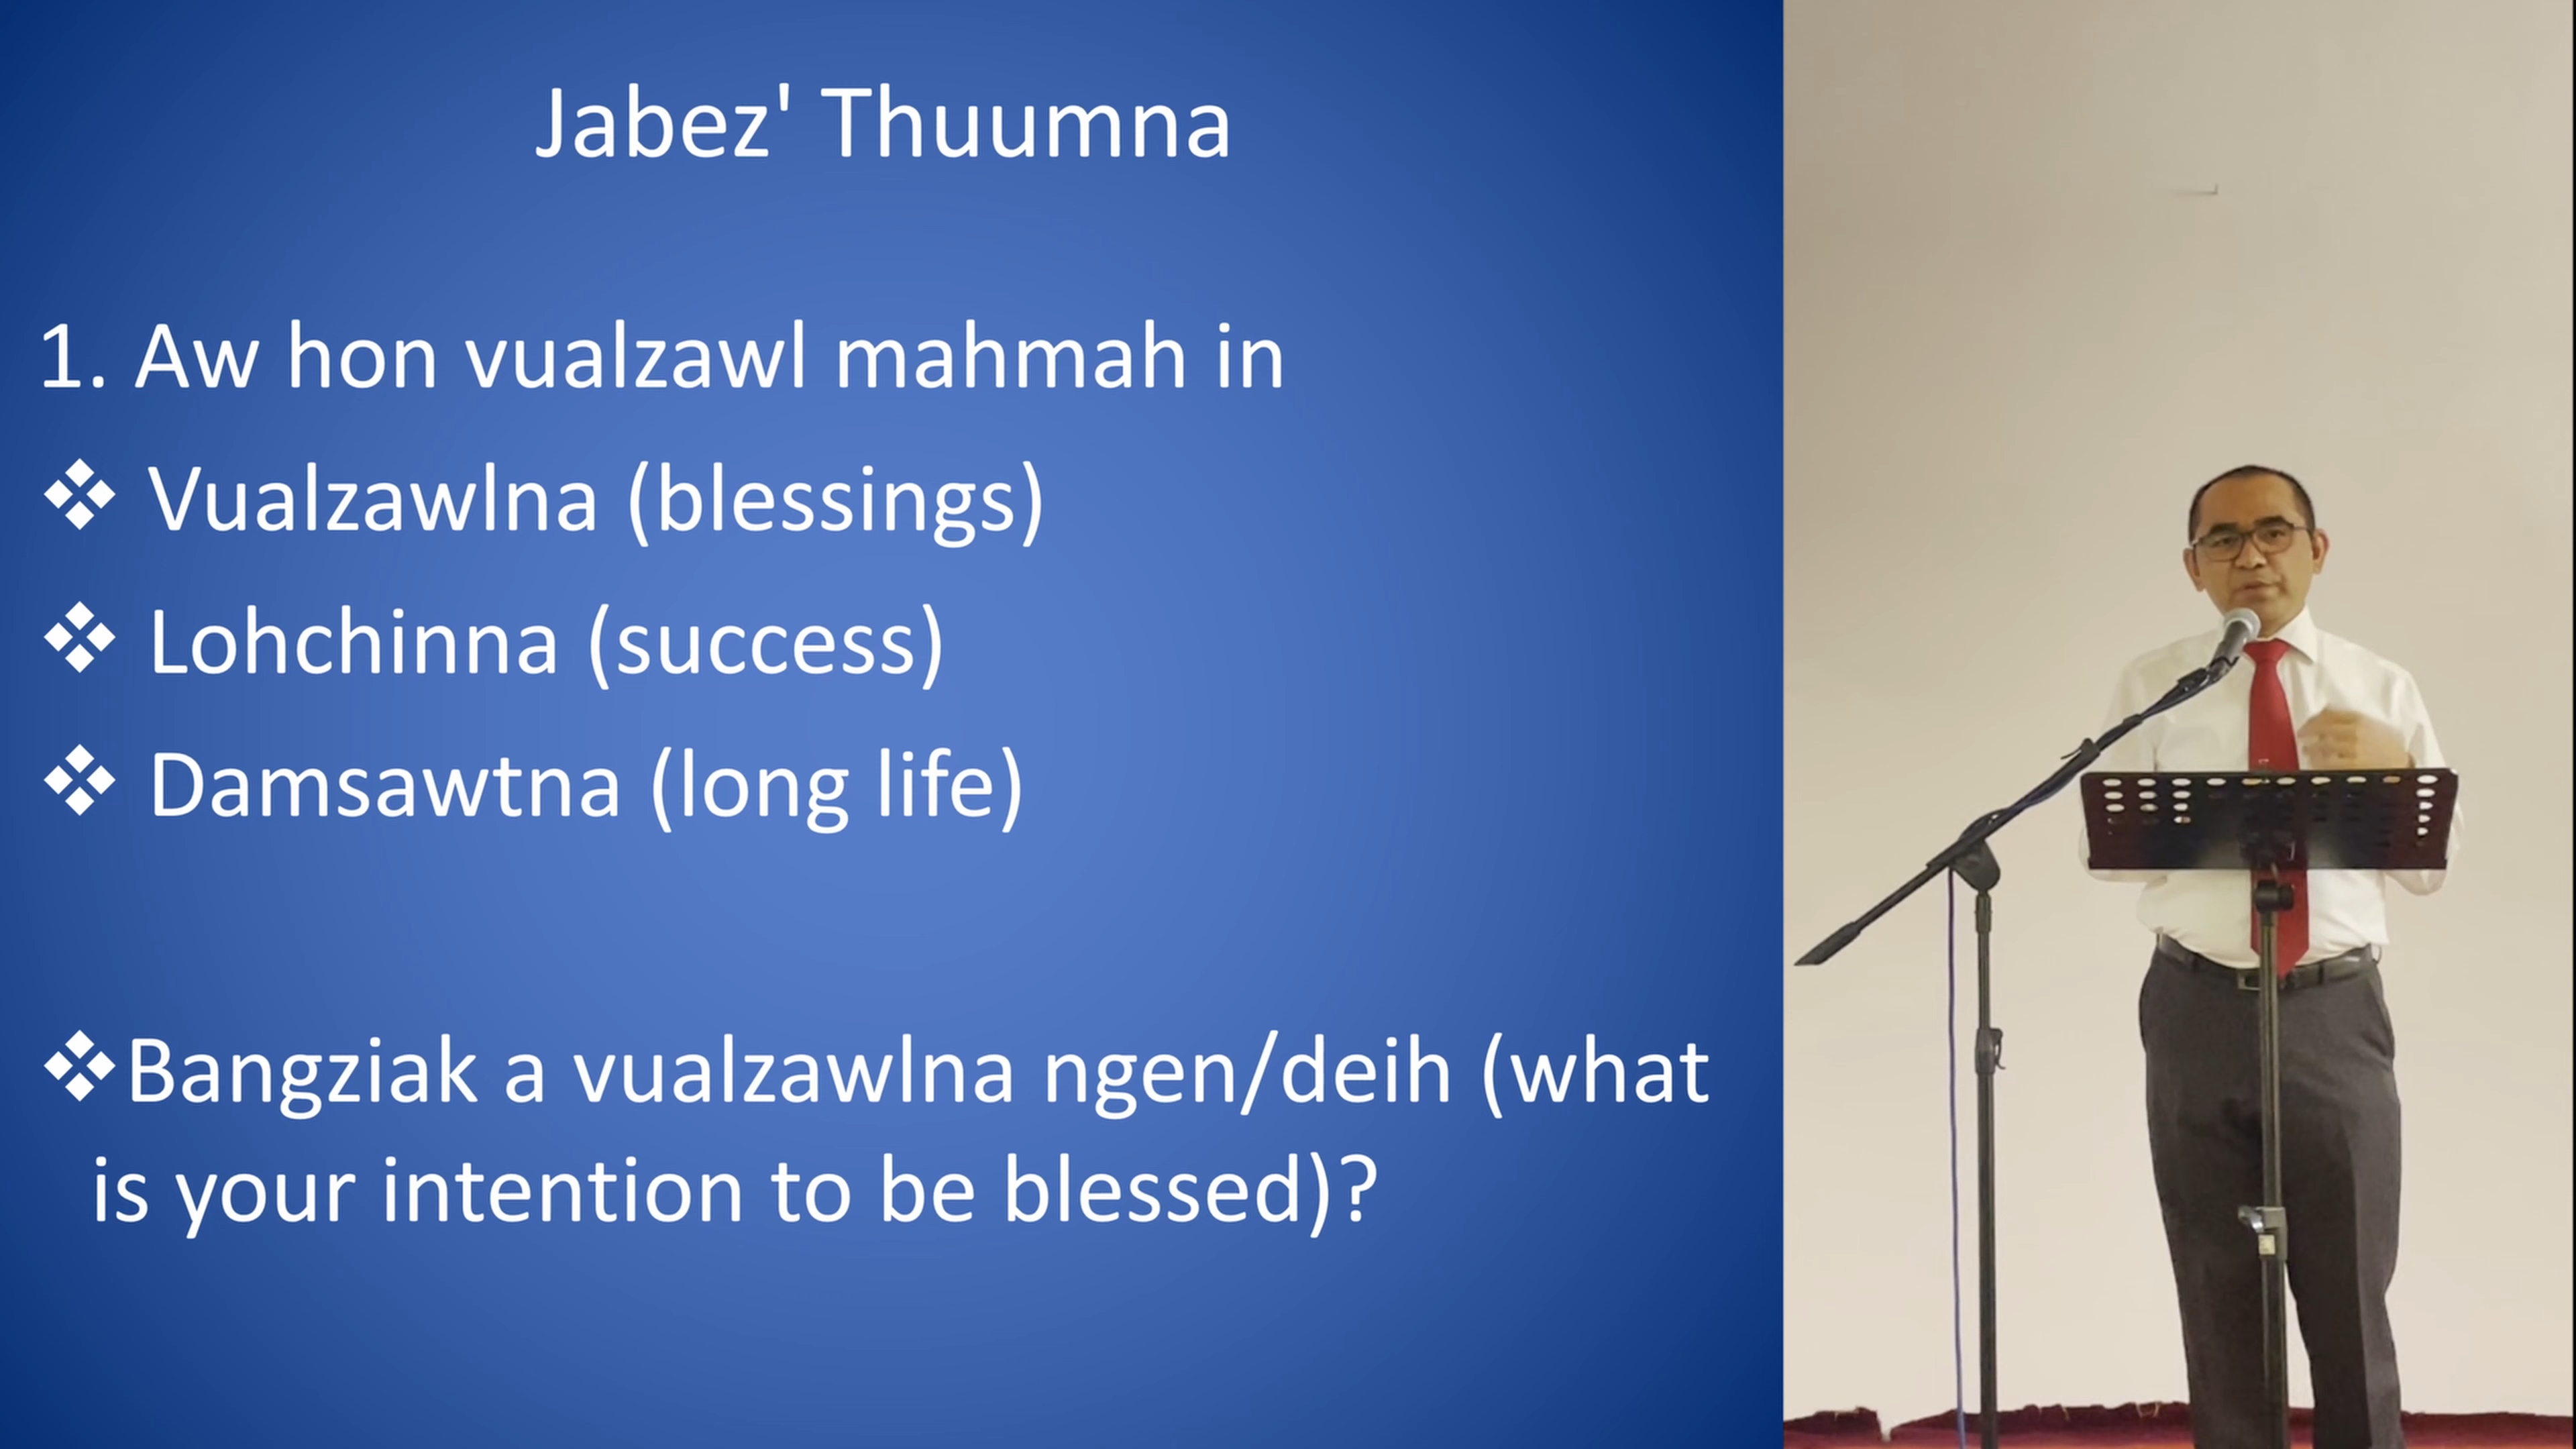 Jabez' Thuumna
1. Aw hon vualzawl mahmah in
❖ Vualzawlna (blessings)
❖ Lohchinna (success)
❖ Damsawtna (long life)
❖Bangziak a vualzawlna ngen/deih (what
is your intention to be blessed)?